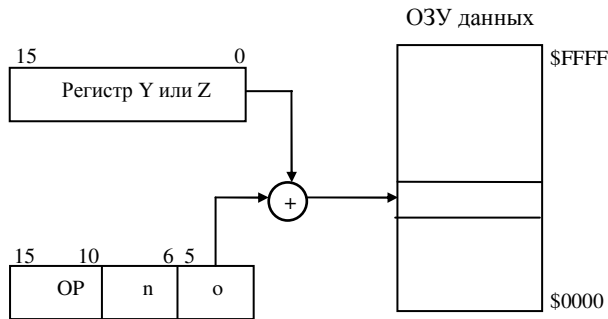 ОЗУ данных
15 0
$FFFF
Регистр Y или Z
+
15 10 6 5
OP n o
$0000